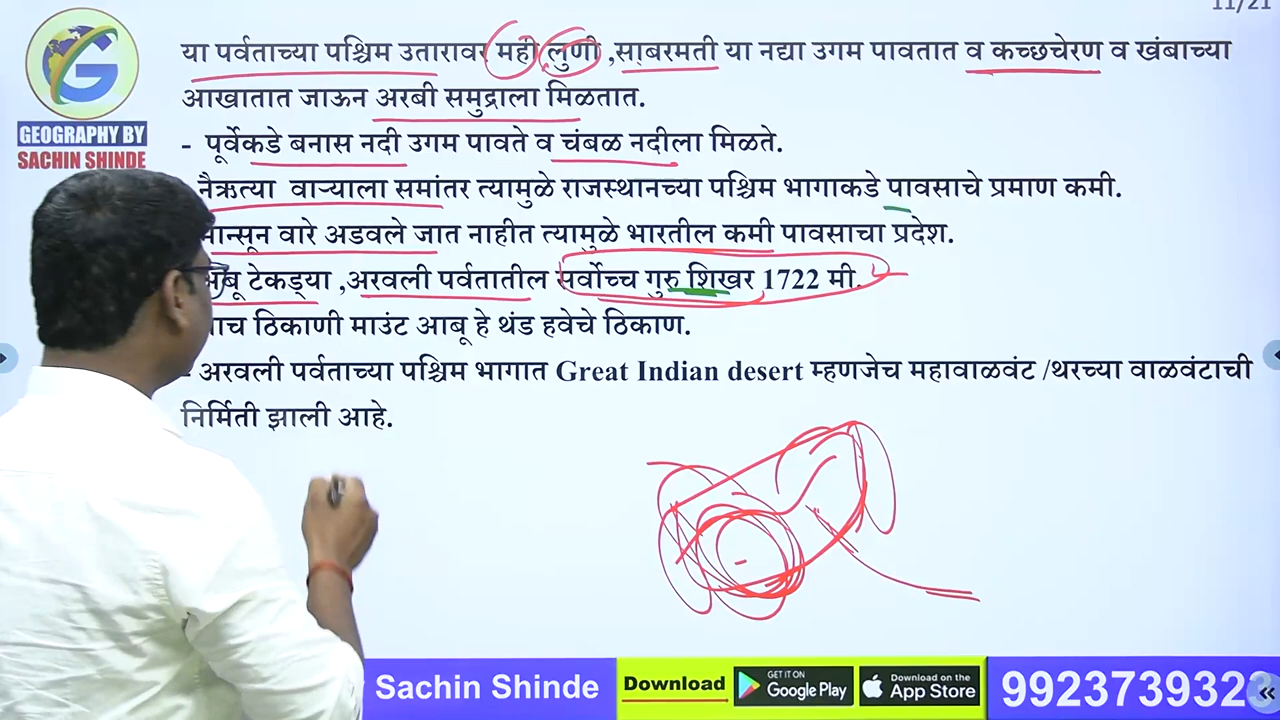 11/21
या पर्वताच्या पश्चिम उतारावर मही लुणी ,साबरमती या नद्या उगम पावतात व कच्छचेरण व खंबाच्या
आखातात जाऊन अरबी समुद्राला मिळतात.
- पूर्वेकडे बनास नदी उगम पावते व चंबळ नदीला मिळते.
नैऋत्या वाऱ्याला समांतर त्यामुळे राजस्थानच्या पश्चिम भागाकडे पावसाचे प्रमाण कमी.
मान्सून वारे अडवले जात नाहीत त्यामुळे भारतील कमी पावसाचा प्रदेश.
अबू टेकड्या ,अरवली पर्वतातील सर्वोच्च गुरु शिखर 1722 मी.
ठिकाणी माउंट आबू हे थंड हवेचे ठिकाण.
- अरवली पर्वताच्या पश्चिम भागात Great Indian desert म्हणजेच महावाळवंट /थरच्या वाळवंटाची
निर्मिती झाली आहे.
G
GEOGRAPHY BY
SACHIN SHINDE
Sachin Shinde
Download
GET IT ON
Google Play
Download on the
App Store
9923739323